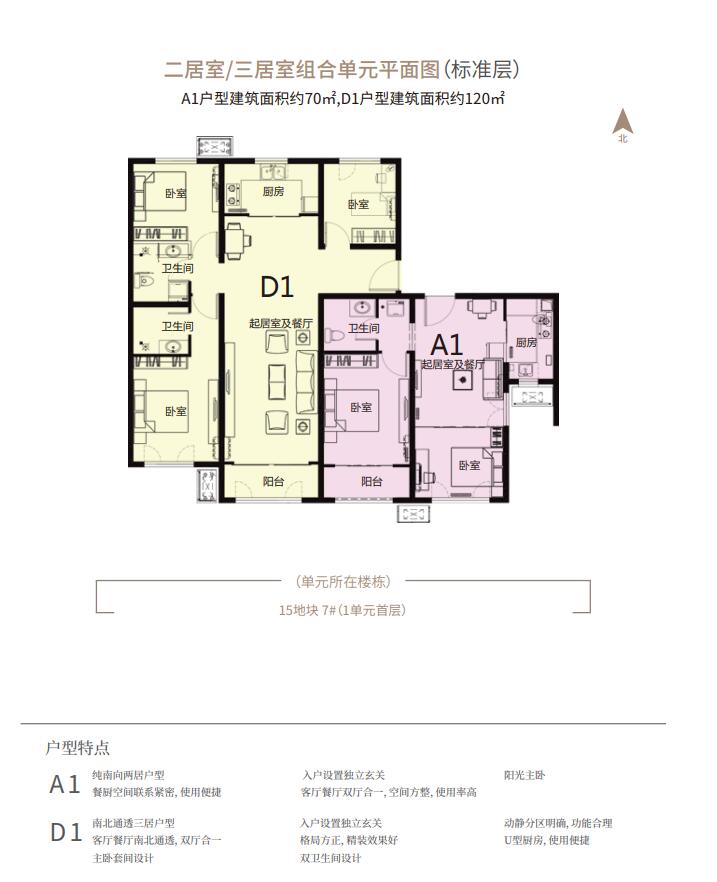 二居室/三居室组合单元平面图(标准层)
A1户型建筑面积约70㎡,D1户型建筑面积约120㎡
北
卧室
厨房
卧室
卫生间
D1
卫生间
起居室及餐厅
卫生间
A1
厨房
起居室及餐厅
卧室
卧室
卧室
阳台
阳台
(单元所在楼栋)
15地块 7#(1单元首层)
户型特点
A1
纯南向两居户型
入户设置独立玄关
阳光主卧
餐厨空间联系紧密, 使用便捷
客厅餐厅双厅合一, 空间方整, 使用率高
D1
南北通透三居户型
入户设置独立玄关
动静分区明确, 功能合理
客厅餐厅南北通透, 双厅合一
格局方正, 精装效果好
U型厨房, 使用便捷
主卧套间设计
双卫生间设计